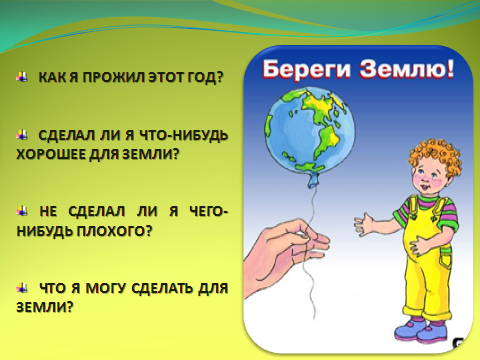 КАК Я ПРОЖИЛ ЭТОТ ГОД?
СДЕЛАЛ ЛИ Я ЧТО-НИБУДЬ
ХОРОШЕЕ ДЛЯ ЗЕМЛИ?
НЕ СДЕЛАЛ ЛИ Я ЧЕГО-
НИБУДЬ ПЛОХОГО?
ЧТО Я МОГУ СДЕЛАТЬ ДЛЯ
ЗЕМЛИ?
Береги Землю!